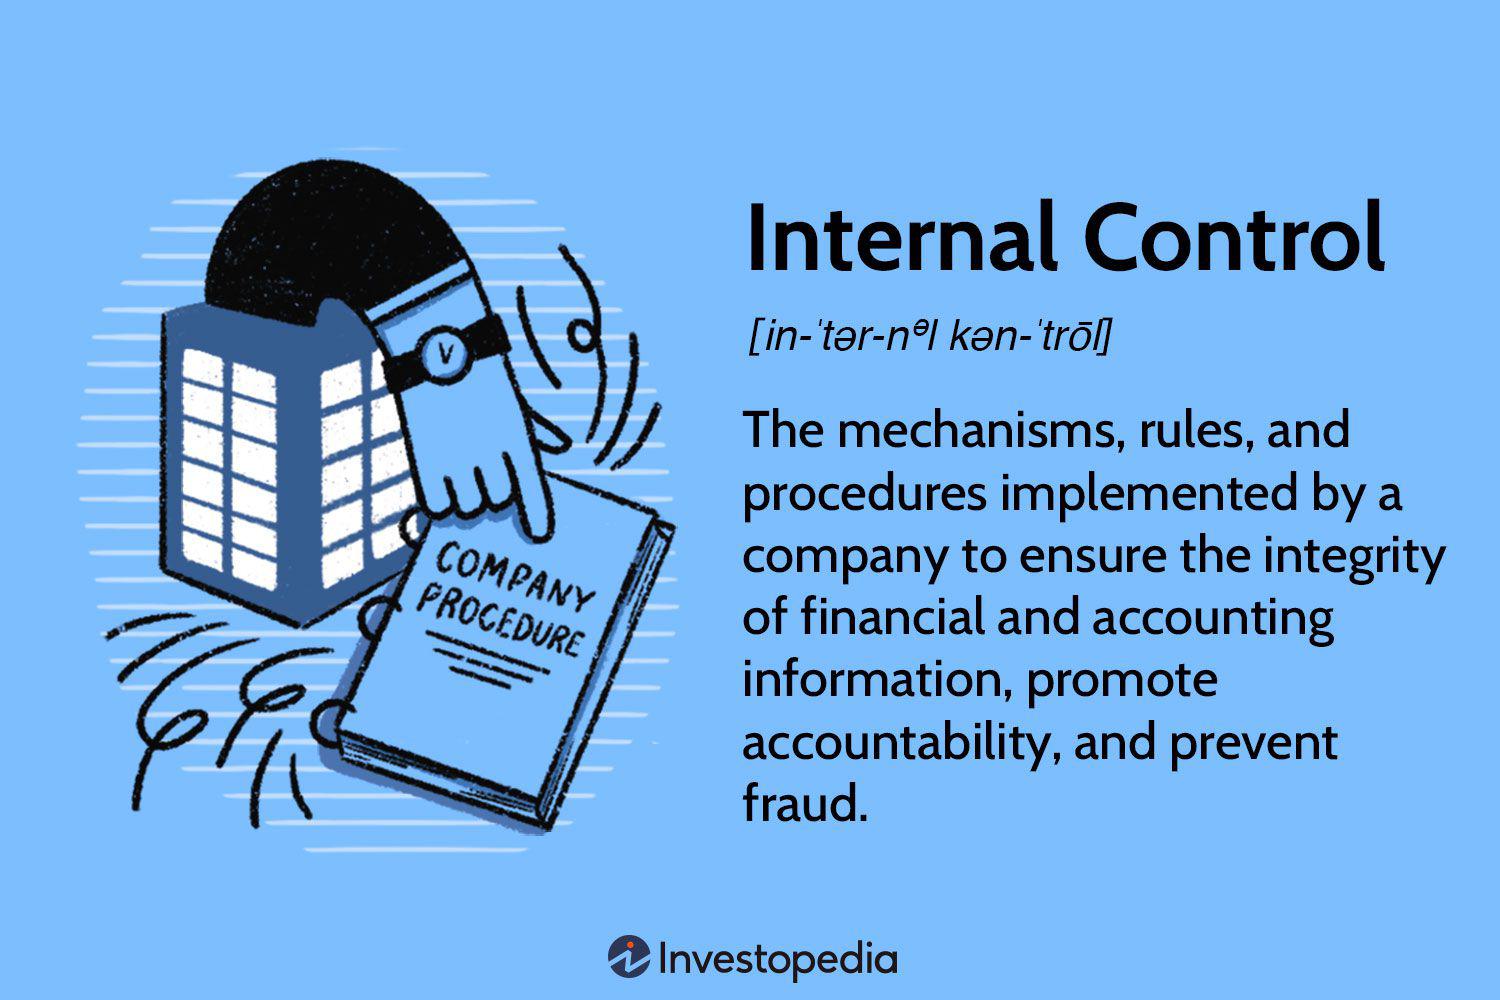 Internal Control
[in-ˈtər-nᵊl kən-ˈtrōl]
The mechanisms, rules, and
procedures implemented by a
company to ensure the integrity
of financial and accounting
information, promote
accountability, and prevent
fraud.
V
COMPANY
PROCEDURE
Investopedia